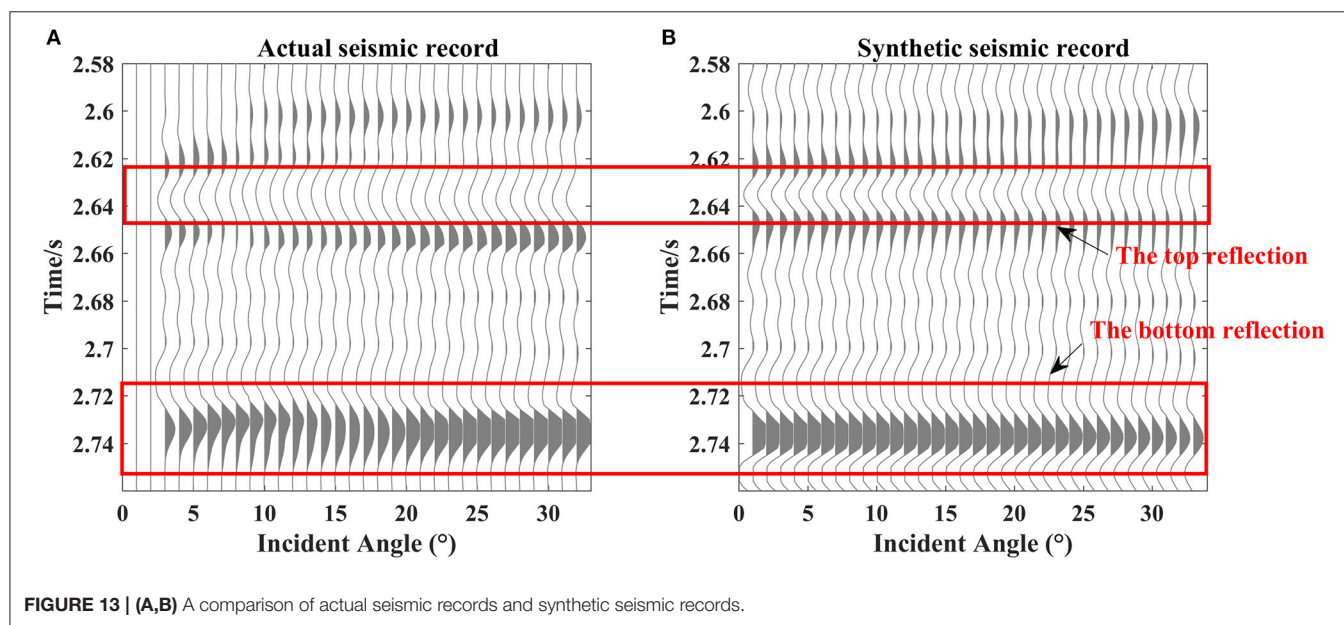 A
Actual seismic record
2.58
2.6
2.62
2.64
2.66
2.68
2.7
2.72
2.74
Time/s
0 5 10 15 20 25 30
Incident Angle (°)
B
Synthetic seismic record
2.58
2.6
2.62
2.64
2.66
2.68
2.7
2.72
2.74
Time/s
The top reflection
The bottom reflection
0 5 10 15 20 25 30
Incident Angle (°)
FIGURE 13 | (A,B) A comparison of actual seismic records and synthetic seismic records.